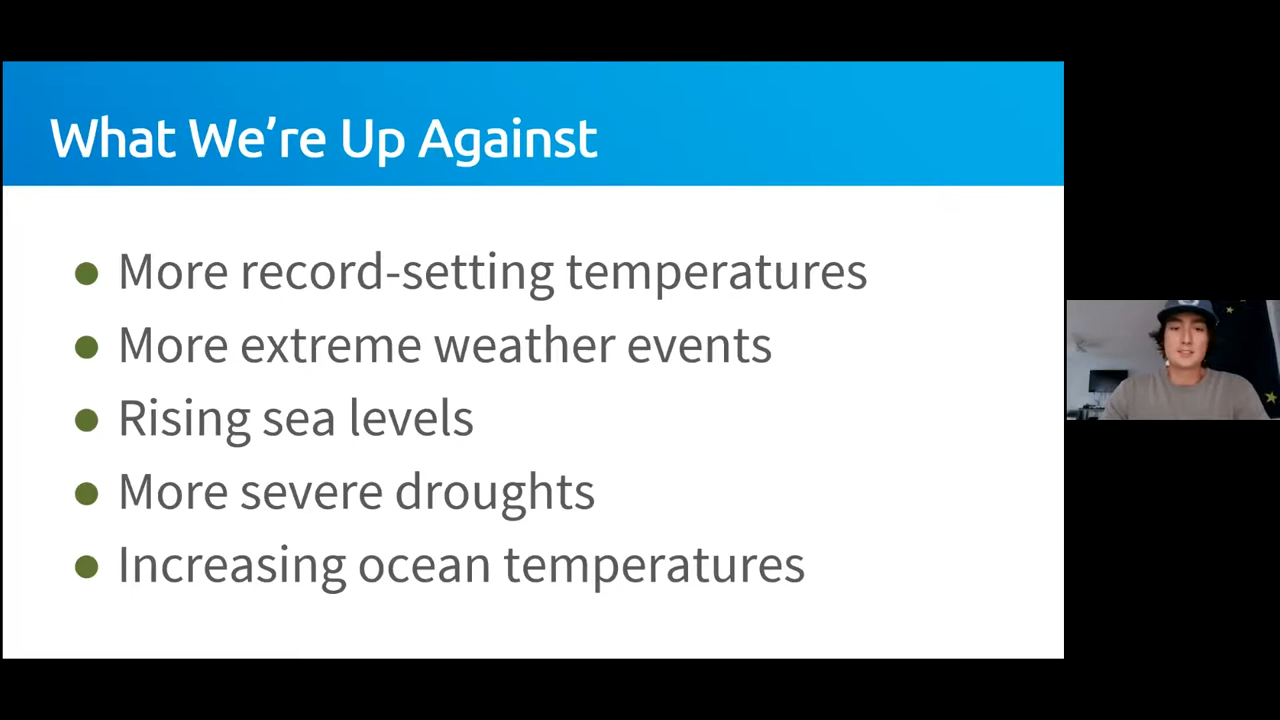 What We’re Up Against
More record-setting temperatures
More extreme weather events
Rising sea levels
More severe droughts
Increasing ocean temperatures